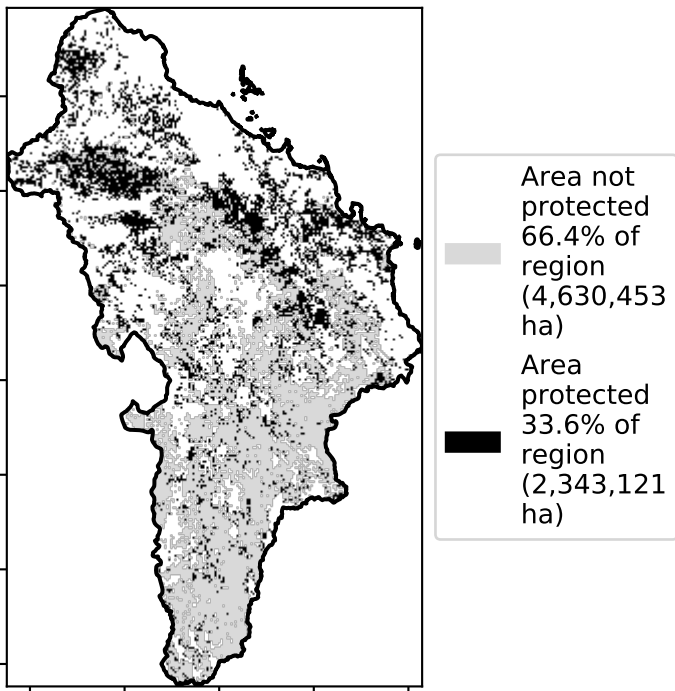 Area not
protected
66.4% of
region
(4,630,453
ha)
Area
protected
33.6% of
region
(2,343,121
ha)